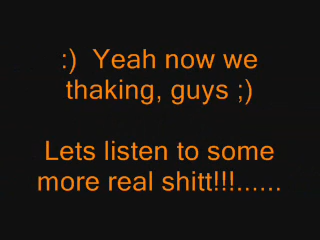 :)  Yeah now we
thaking, guys ;)
Lets listen to some
more real shitt!!!......